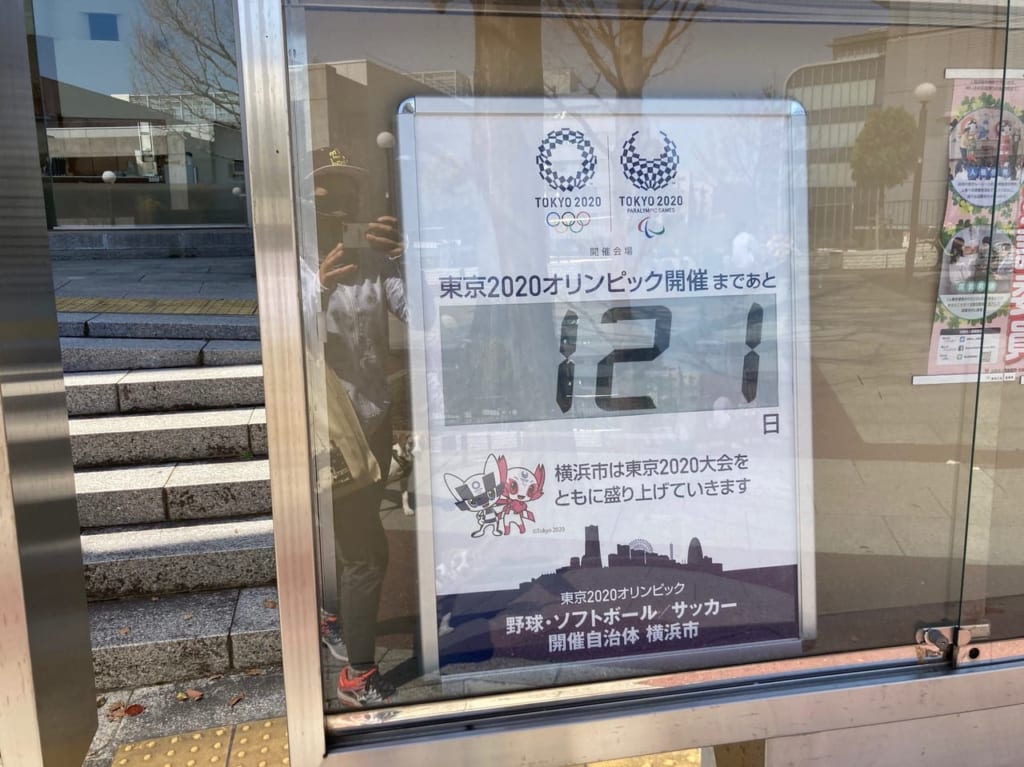 TOKYO 2020
TOKYO 2020
PARALYMPIC GAMES
開催会場
東京2020オリンピック開催まであと
121
日
横浜市は東京2020大会を
ともに盛り上げていきます
©Tokyo 2020
東京2020オリンピック
野球・ソフトボール/サッカー
開催自治体 横浜市